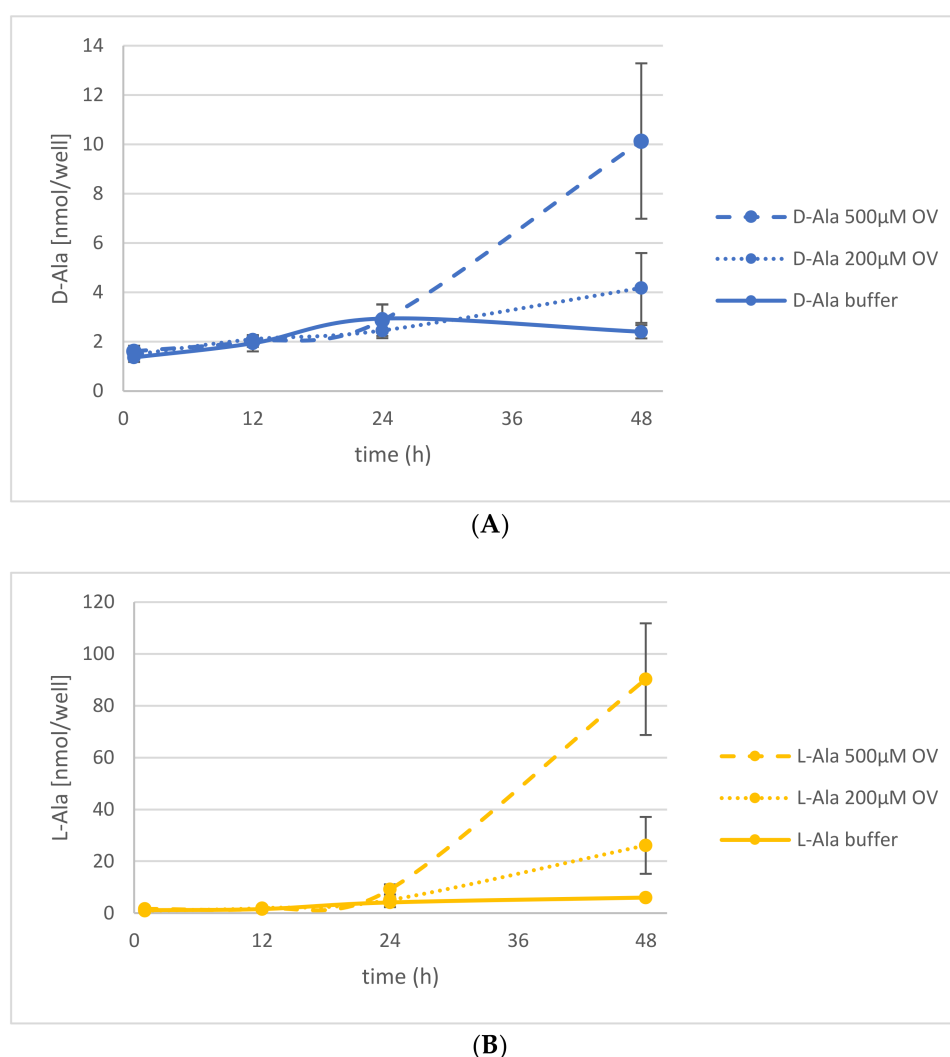 14
12
10
8
6
4
2
0
D-Ala [nmol/well]
0 12 24 36 48
time (h)
D-Ala 500µM OV
D-Ala 200µM OV
D-Ala buffer
(A)
120
100
80
60
40
20
0
L-Ala [nmol/well]
0 12 24 36 48
time (h)
L-Ala 500µM OV
L-Ala 200µM OV
L-Ala buffer
(B)